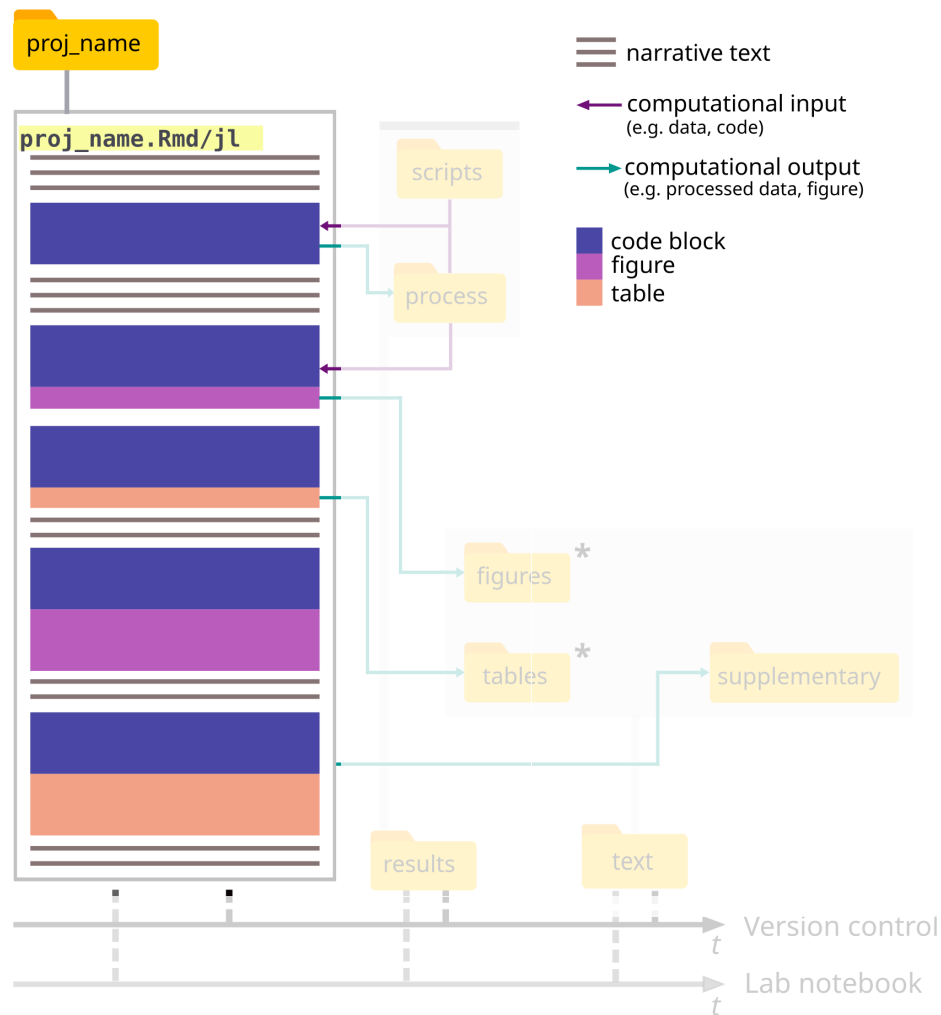 proj_name
narrative text
computational input
(e.g. data, code)
proj_name.Rmd/jl
computational output
(e.g. processed data, figure)
scripts
code block
figure
table
process
figures *
tables *
supplementary
results
text
Version control
t
Lab notebook
t